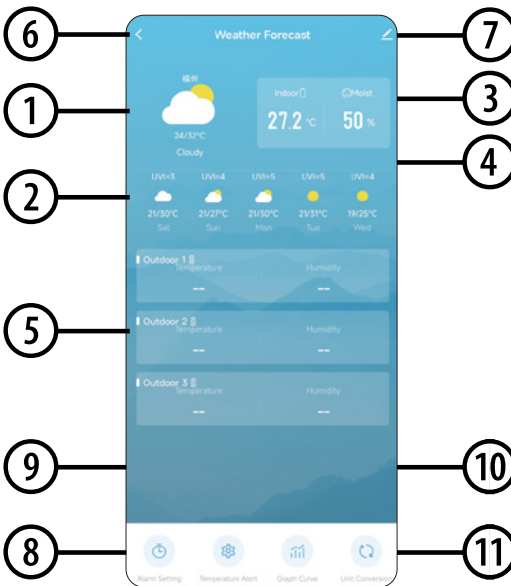 6
Weather Forecast
7
福州
1
24/32°C
Cloudy
Indoor
Moist
27.2 °C
50 %
3
4
2
UVI=3 UVI=4 UVI=5 UVI=5 UVI=4
21/30°C 21/27°C 21/30°C 21/31°C 19/25°C
Sat Sun Mon Tue Wed
Outdoor 1
Temperature Humidity
-- --
5
Outdoor 2
Temperature Humidity
-- --
Outdoor 3
Temperature Humidity
-- --
9
10
8
11
Alarm Setting Temperature Alert Graph Curve Unit Conversion